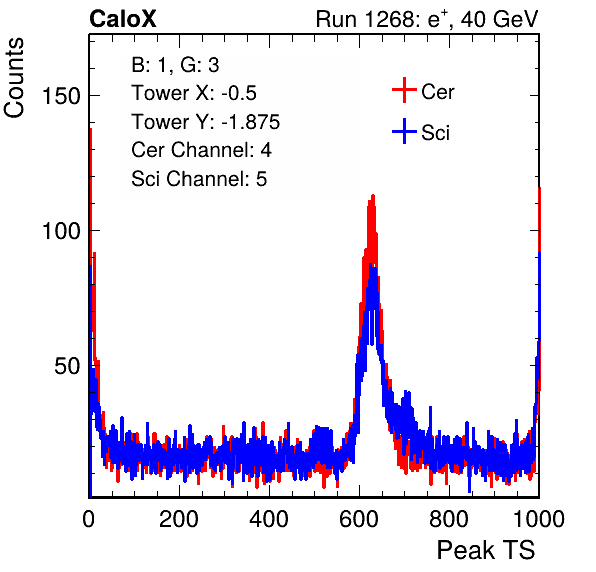 CaloX Run 1268: e⁺, 40 GeV
Counts
B: 1, G: 3
Tower X: -0.5
Tower Y: -1.875
Cer Channel: 4
Sci Channel: 5
Cer
Sci
150
100
50
0 200 400 600 800 1000
Peak TS